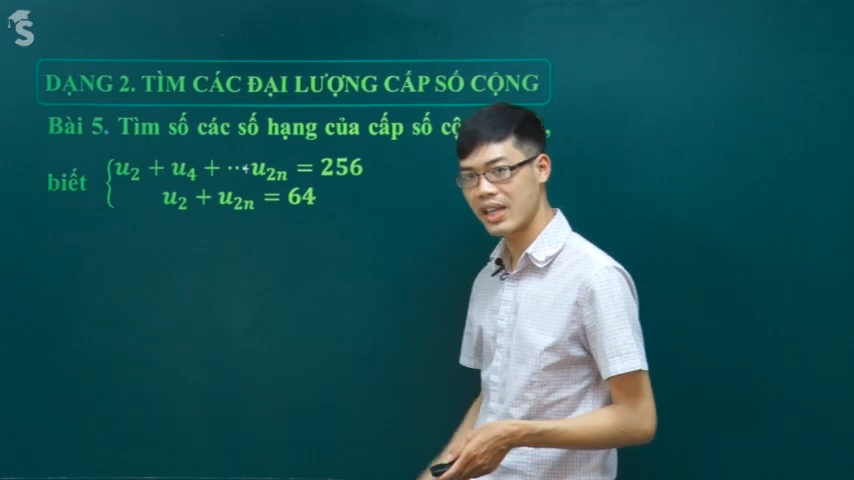 DẠNG 2. TÌM CÁC ĐẠI LƯỢNG CẤP SỐ CỘNG
Bài 5. Tìm số các số hạng của cấp số
biết { u₂ + u₄ + ⋯ u₂ₙ = 256
u₂ + u₂ₙ = 64